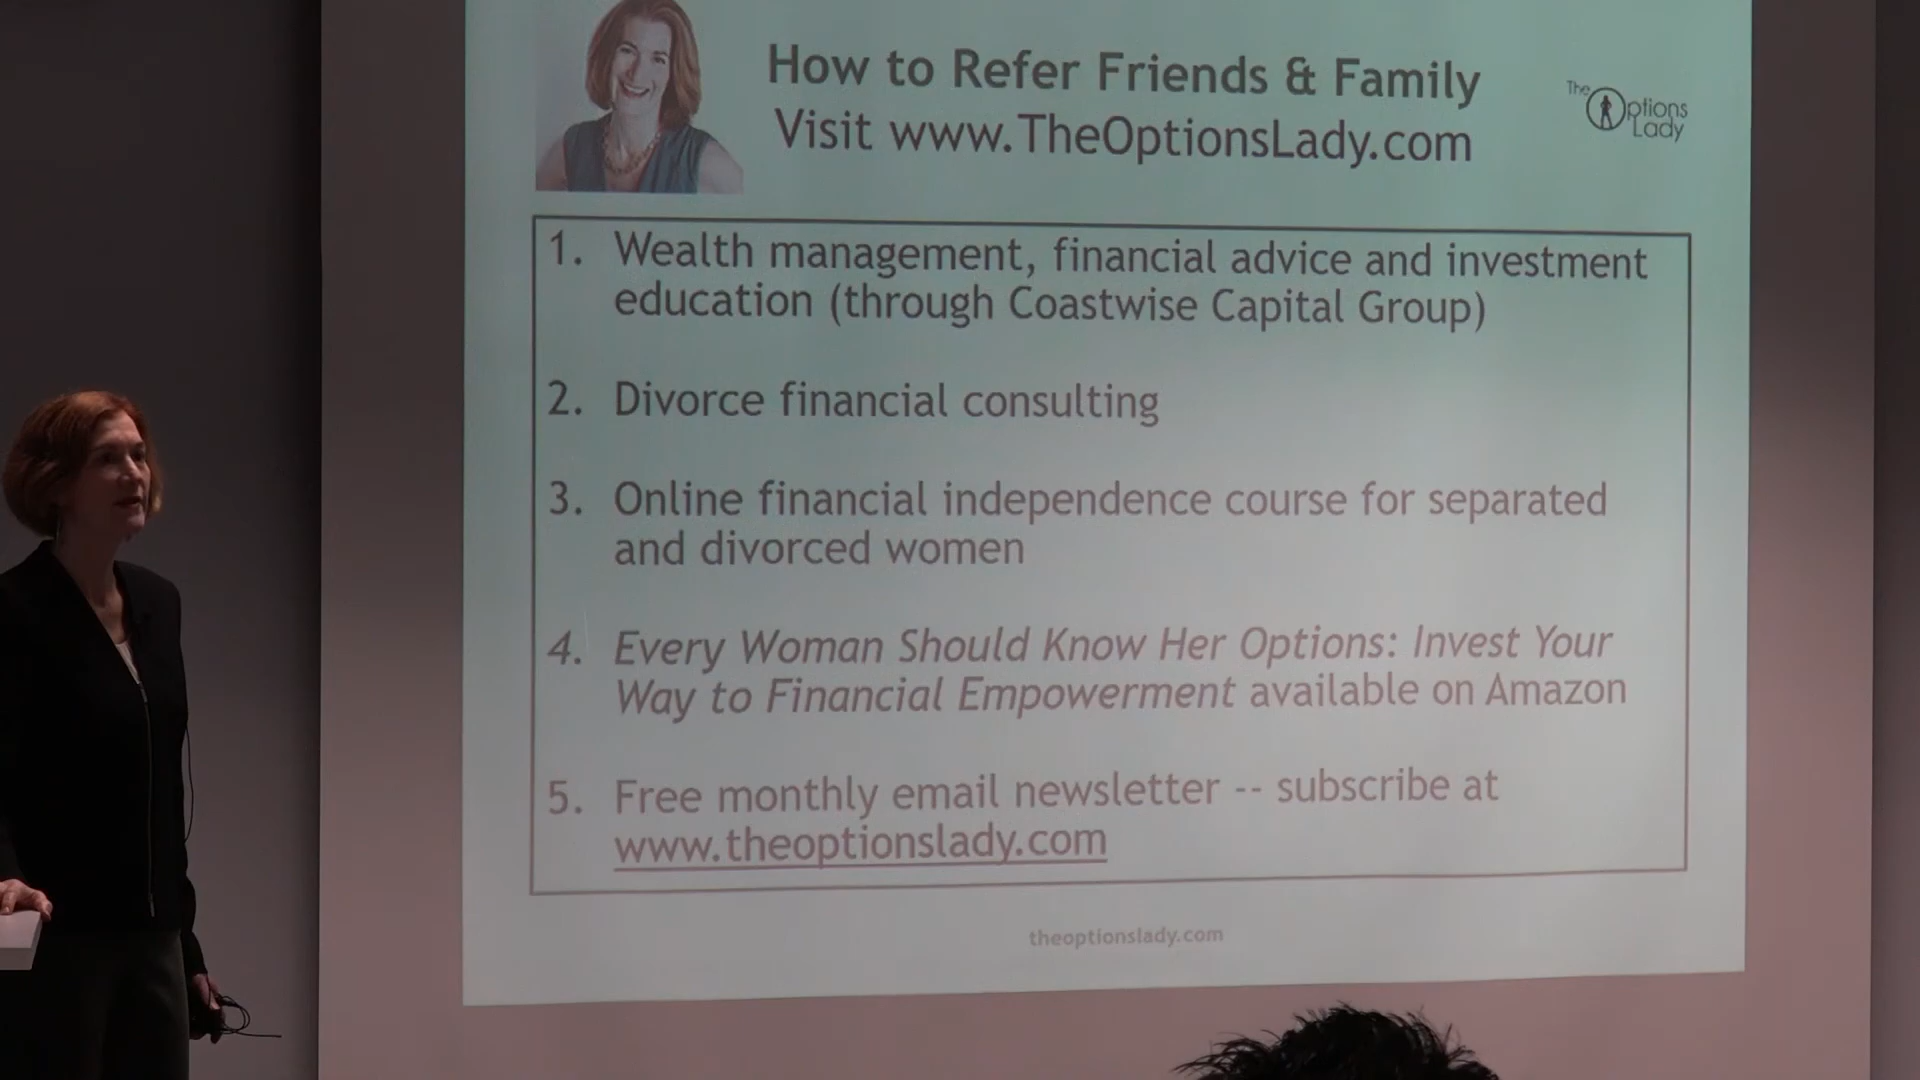 How to Refer Friends & Family
Visit www.TheOptionsLady.com
The Options
Lady
1. Wealth management, financial advice and investment
education (through Coastwise Capital Group)
2. Divorce financial consulting
3. Online financial independence course for separated
and divorced women
4. Every Woman Should Know Her Options: Invest Your
Way to Financial Empowerment available on Amazon
5. Free monthly email newsletter -- subscribe at
www.theoptionslady.com
theoptionslady.com